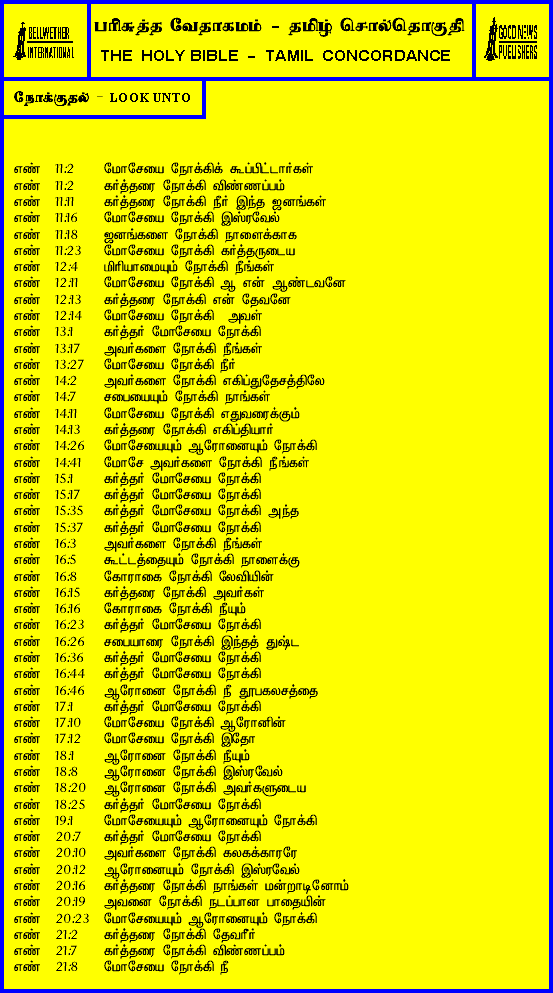 BELLWETHER
INTERNATIONAL
பரிசுத்த வேதாகமம் - தமிழ் சொல்தொகுதி
THE HOLY BIBLE - TAMIL CONCORDANCE
GOOD NEWS
PUBLISHERS
நோக்குதல் - LOOK UNTO
எண் 11:2 மோசேயை நோக்கிக் கூப்பிட்டார்கள்
எண் 11:2 கர்த்தரை நோக்கி விண்ணப்பம்
எண் 11:11 கர்த்தரை நோக்கி நீர் இந்த ஜனங்கள்
எண் 11:16 மோசேயை நோக்கி இஸ்ரவேல்
எண் 11:18 ஜனங்களை நோக்கி நாளைக்காக
எண் 11:23 மோசேயை நோக்கி கர்த்தருடைய
எண் 12:4 மிரியாமையும் நோக்கி நீங்கள்
எண் 12:11 மோசேயை நோக்கி ஆ என் ஆண்டவனே
எண் 12:13 கர்த்தரை நோக்கி என் தேவனே
எண் 12:14 மோசேயை நோக்கி அவள்
எண் 13:1 கர்த்தர் மோசேயை நோக்கி
எண் 13:17 அவர்களை நோக்கி நீங்கள்
எண் 13:27 மோசேயை நோக்கி நீர்
எண் 14:2 அவர்களை நோக்கி எகிப்துதேசத்திலே
எண் 14:7 சபையையும் நோக்கி நாங்கள்
எண் 14:11 மோசேயை நோக்கி எதுவரைக்கும்
எண் 14:13 கர்த்தரை நோக்கி எகிப்தியார்
எண் 14:26 மோசேயையும் ஆரோனையும் நோக்கி
எண் 14:41 மோசே அவர்களை நோக்கி நீங்கள்
எண் 15:1 கர்த்தர் மோசேயை நோக்கி
எண் 15:17 கர்த்தர் மோசேயை நோக்கி
எண் 15:35 கர்த்தர் மோசேயை நோக்கி அந்த
எண் 15:37 கர்த்தர் மோசேயை நோக்கி
எண் 16:3 அவர்களை நோக்கி நீங்கள்
எண் 16:5 கூட்டத்தையும் நோக்கி நாளைக்கு
எண் 16:8 கோராகை நோக்கி லேவியின்
எண் 16:15 கர்த்தரை நோக்கி அவர்கள்
எண் 16:16 கோராகை நோக்கி நீயும்
எண் 16:23 கர்த்தர் மோசேயை நோக்கி
எண் 16:26 சபையாரை நோக்கி இந்தத் துஷ்ட
எண் 16:36 கர்த்தர் மோசேயை நோக்கி
எண் 16:44 கர்த்தர் மோசேயை நோக்கி
எண் 16:46 ஆரோனை நோக்கி நீ தூபகலசத்தை
எண் 17:1 கர்த்தர் மோசேயை நோக்கி
எண் 17:10 மோசேயை நோக்கி ஆரோனின்
எண் 17:12 மோசேயை நோக்கி இதோ
எண் 18:1 ஆரோனை நோக்கி நீயும்
எண் 18:8 ஆரோனை நோக்கி இஸ்ரவேல்
எண் 18:20 ஆரோனை நோக்கி அவர்களுடைய
எண் 18:25 கர்த்தர் மோசேயை நோக்கி
எண் 19:1 மோசேயையும் ஆரோனையும் நோக்கி
எண் 20:7 கர்த்தர் மோசேயை நோக்கி
எண் 20:10 அவர்களை நோக்கி கலகக்காரரே
எண் 20:12 ஆரோனையும் நோக்கி இஸ்ரவேல்
எண் 20:16 கர்த்தரை நோக்கி நாங்கள் மன்றாடினோம்
எண் 20:19 அவனை நோக்கி நடப்பான பாதையின்
எண் 20:23 மோசேயையும் ஆரோனையும் நோக்கி
எண் 21:2 கர்த்தரை நோக்கி தேவரீர்
எண் 21:7 கர்த்தரை நோக்கி விண்ணப்பம்
எண் 21:8 மோசேயை நோக்கி நீ